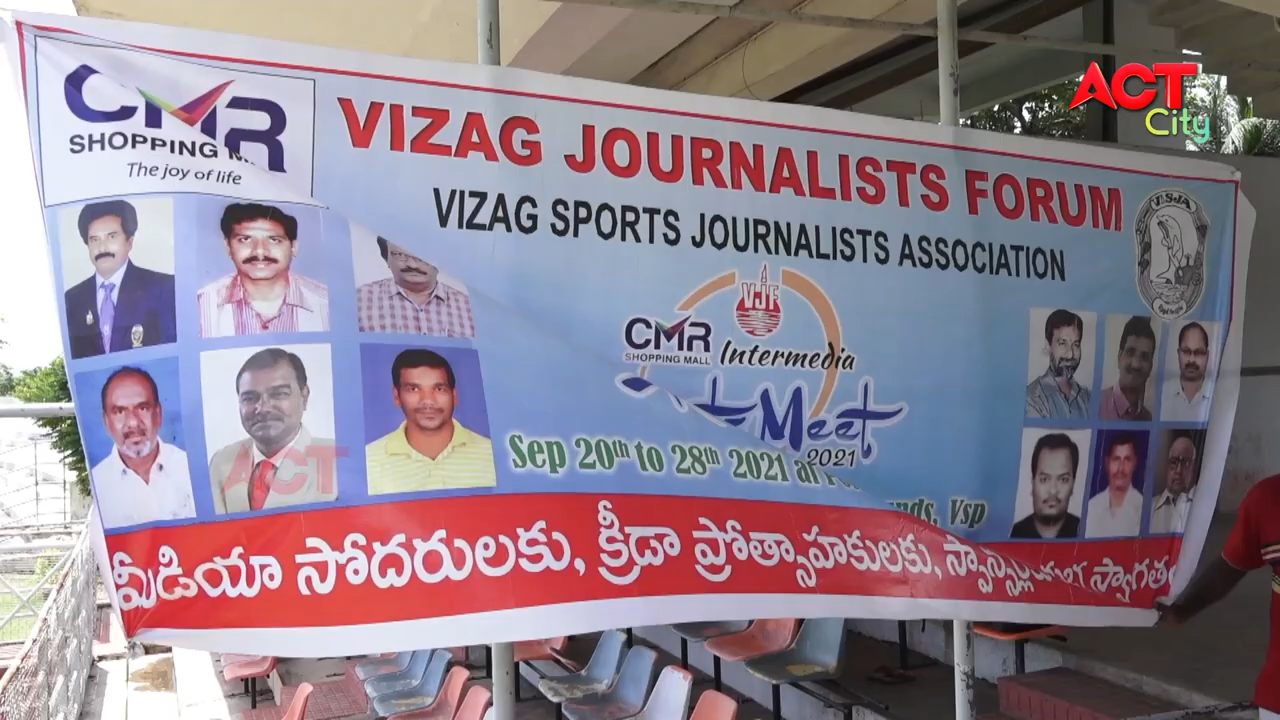 ACT
City
CMR
SHOPPING
The joy of life
VIZAG JOURNALISTS FORUM
VIZAG SPORTS JOURNALISTS ASSOCIATION
VJF
CMR
SHOPPING MALL
Intermedia
Meet
2021
Sep 20th to 28th 2021 at
Vsp
ACT
మీడియా సోదరులకు, క్రీడా ప్రోత్సాహకులకు,